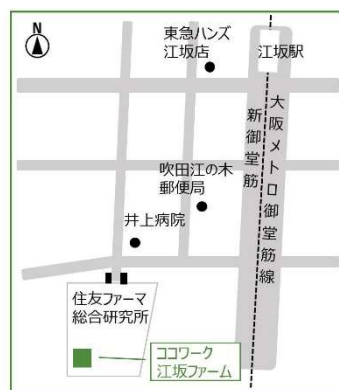 N
東急ハンズ
江坂店
江坂駅
新御堂筋
大阪メトロ御堂筋線
吹田江の木
郵便局
井上病院
住友ファーマ
総合研究所
ココワーク
江坂ファーム